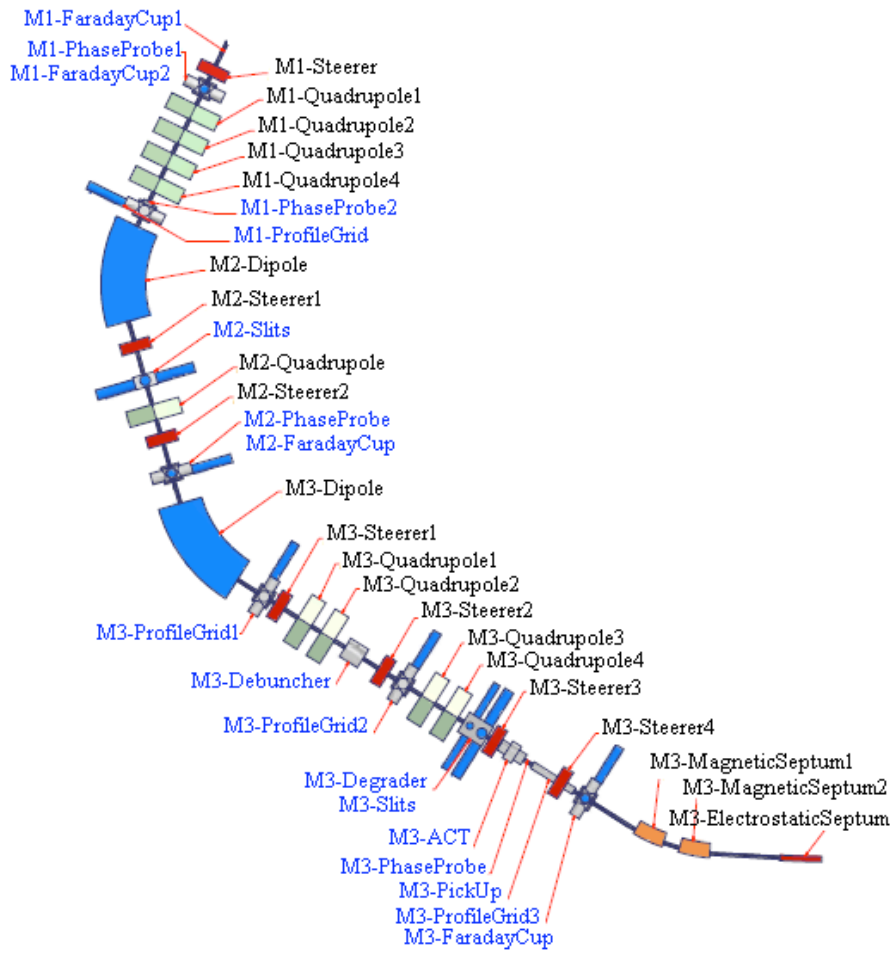 M1-FaradayCup1
M1-PhaseProbe1
M1-FaradayCup2
M1-Steerer
M1-Quadrupole1
M1-Quadrupole2
M1-Quadrupole3
M1-Quadrupole4
M1-PhaseProbe2
M1-ProfileGrid
M2-Dipole
M2-Steerer1
M2-Slits
M2-Quadrupole
M2-Steerer2
M2-PhaseProbe
M2-FaradayCup
M3-Dipole
M3-Steerer1
M3-Quadrupole1
M3-Quadrupole2
M3-Steerer2
M3-ProfileGrid1
M3-Quadrupole3
M3-Quadrupole4
M3-Debuncher
M3-Steerer3
M3-ProfileGrid2
M3-Steerer4
M3-MagneticSeptum1
M3-Degrader
M3-MagneticSeptum2
M3-Slits
M3-ElectrostaticSeptum
M3-ACT
M3-PhaseProbe
M3-PickUp
M3-ProfileGrid3
M3-FaradayCup